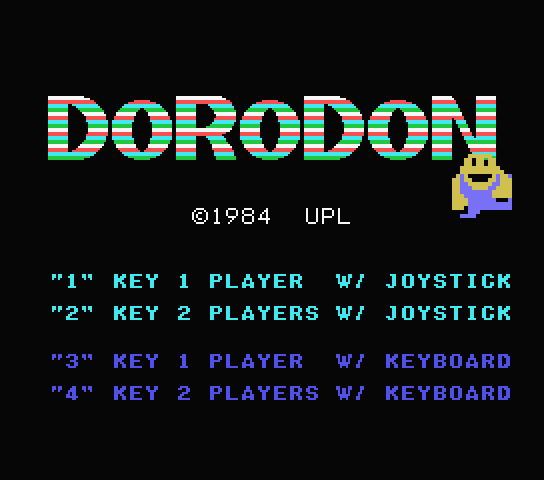 DORODON
©1984 UPL
"1" KEY 1 PLAYER W/ JOYSTICK
"2" KEY 2 PLAYERS W/ JOYSTICK
"3" KEY 1 PLAYER W/ KEYBOARD
"4" KEY 2 PLAYERS W/ KEYBOARD